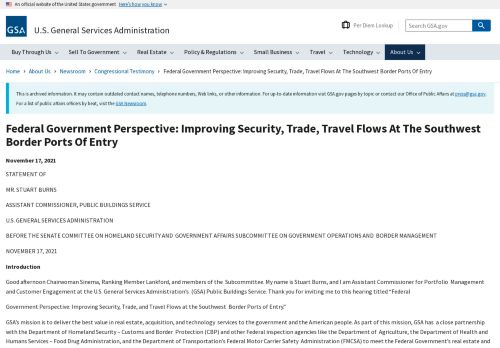 An official website of the United States government Here's how you know
GSA U.S. General Services Administration
Per Diem Lookup
Search GSA.gov
Buy Through Us
Sell To Government
Real Estate
Policy & Regulations
Small Business
Travel
Technology
About Us
Home › About Us › Newsroom › Congressional Testimony › Federal Government Perspective: Improving Security, Trade, Travel Flows At The Southwest Border Ports Of Entry
This is archived information. It may contain outdated contact names, telephone numbers, Web links, or other information. For up-to-date information visit GSA.gov pages by topic or contact our Office of Public Affairs at press@gsa.gov.
For a list of public affairs officers by beat, visit the GSA Newsroom.
Federal Government Perspective: Improving Security, Trade, Travel Flows At The Southwest
Border Ports Of Entry
November 17, 2021
STATEMENT OF
MR. STUART BURNS
ASSISTANT COMMISSIONER, PUBLIC BUILDINGS SERVICE
U.S. GENERAL SERVICES ADMINISTRATION
BEFORE THE SENATE COMMITTEE ON HOMELAND SECURITY AND GOVERNMENT AFFAIRS SUBCOMMITTEE ON GOVERNMENT OPERATIONS AND BORDER MANAGEMENT
NOVEMBER 17, 2021
Introduction
Good afternoon Chairwoman Sinema, Ranking Member Lankford, and members of the Subcommittee. My name is Stuart Burns, and I am Assistant Commissioner for Portfolio Management
and Customer Engagement at the U.S. General Services Administration's (GSA) Public Buildings Service. Thank you for inviting me to this hearing titled "Federal
Government Perspective: Improving Security, Trade, and Travel Flows at the Southwest Border Ports of Entry."
GSA's mission is to deliver the best value in real estate, acquisition, and technology services to the government and the American people. As part of this mission, GSA has a close partnership
with the Department of Homeland Security – Customs and Border Protection (CBP) and other Federal inspection agencies like the Department of Agriculture, the Department of Health and
Humans Services – Food Drug Administration, and the Department of Transportation's Federal Motor Carrier Safety Administration (FMCSA) to meet the Federal Government's real estate and